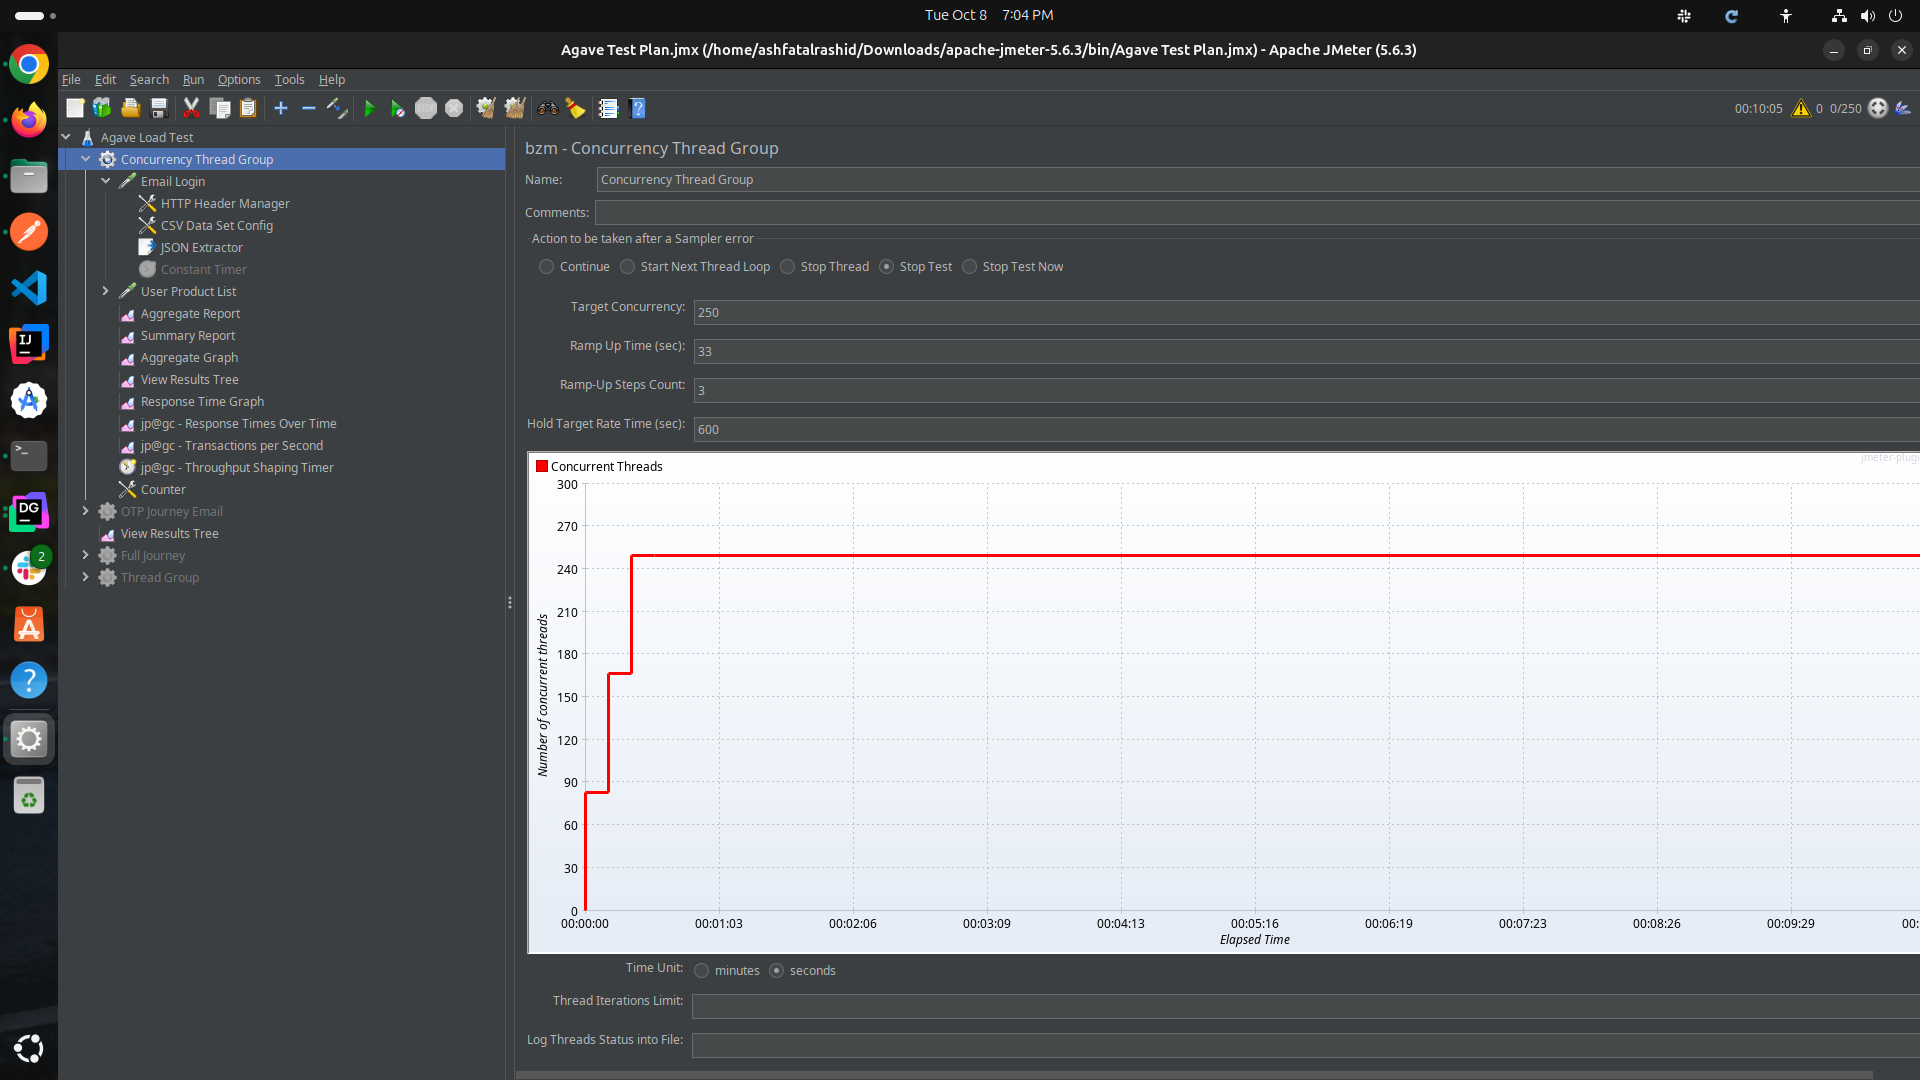 Tue Oct 8 7:04 PM
Agave Test Plan.jmx (/home/ashfatalrashid/Downloads/apache-jmeter-5.6.3/bin/Agave Test Plan.jmx) - Apache JMeter (5.6.3)
File Edit Search Run Options Tools Help
00:10:05 0 0/250
Agave Load Test
Concurrency Thread Group
Email Login
HTTP Header Manager
CSV Data Set Config
JSON Extractor
Constant Timer
User Product List
Aggregate Report
Summary Report
Aggregate Graph
View Results Tree
Response Time Graph
jp@gc - Response Times Over Time
jp@gc - Transactions per Second
jp@gc - Throughput Shaping Timer
Counter
OTP Journey Email
View Results Tree
Full Journey
Thread Group
bzm - Concurrency Thread Group
Name: Concurrency Thread Group
Comments:
Action to be taken after a Sampler error
Continue Start Next Thread Loop Stop Thread Stop Test Stop Test Now
Target Concurrency: 250
Ramp Up Time (sec): 33
Ramp-Up Steps Count: 3
Hold Target Rate Time (sec): 600
Concurrent Threads
jmeter-plugi
300
270
240
210
180
150
120
90
60
30
0
Number of concurrent threads
00:00:00 00:01:03 00:02:06 00:03:09 00:04:13 00:05:16 00:06:19 00:07:23 00:08:26 00:09:29 00:
Elapsed Time
Time Unit: minutes seconds
Thread Iterations Limit:
Log Threads Status into File:
IJ
DG
2